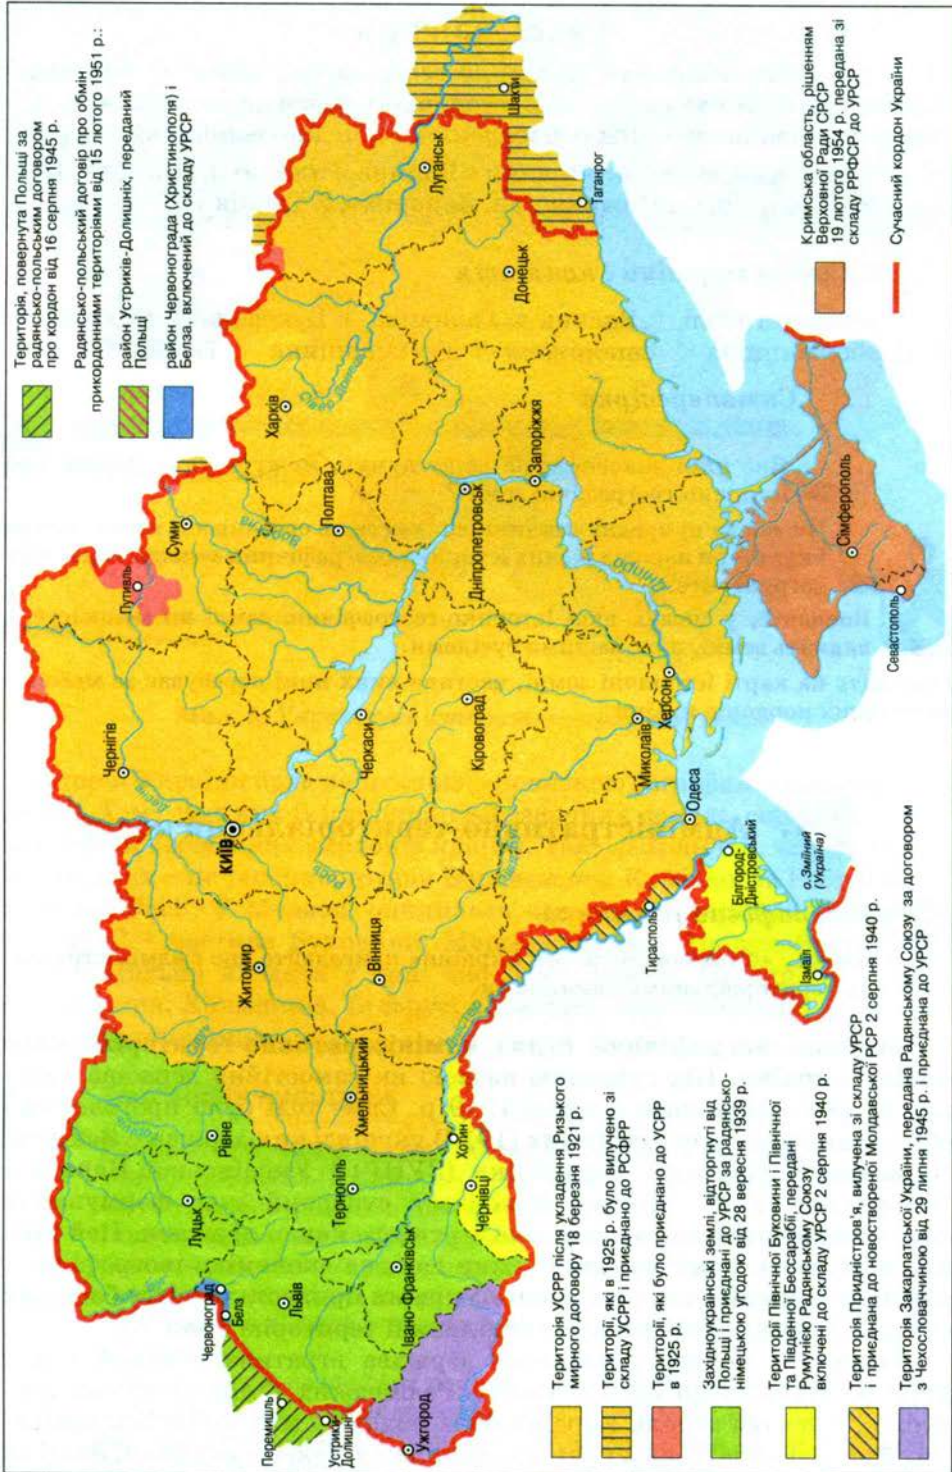 Територія, повернута Польщі за
радянсько-польським договором
про кордон від 16 серпня 1945 р.
Радянсько-польський договір про обмін
прикордонними територіями від 15 лютого 1951 р.:
район Устриків-Долишніх, переданий
Польщі
район Червонограда (Христинополя) і
Белза, включений до складу УРСР
Кримська область, рішенням
Верховної Ради СРСР
19 лютого 1954 р. передана зі
складу РРФСР до УРСР
Сучасний кордон України
Шахти
Луганськ
Таганрог
Донецьк
Харків
Запоріжжя
Полтава
Дніпропетровськ
Суми
Ворскла
Дніпро
Путивль
Сімферополь
Севастополь
Чернігів
Десна
Черкаси
Кіровоград
Херсон
Миколаїв
КИЇВ
Рось
Одеса
Білгород-
Дністровський
о.Зміїний
(Україна)
Житомир
Вінниця
Тирасполь
Ізмаїл
Хмельницький
Дністер
Рівне
Хотин
Луцьк
Тернопіль
Чернівці
Червоноград
Белз
Львів
Івано-Франківськ
Перемишль
Устрики-
Долишні
Ужгород
Територія УСРР після укладення Ризького
мирного договору 18 березня 1921 р.
Території, які в 1925 р. було вилучено зі
складу УСРР і приєднано до РСФРР
Території, які було приєднано до УСРР
в 1925 р.
Західноукраїнські землі, відторгнуті від
Польщі і приєднані до УРСР за радянсько-
німецькою угодою від 28 вересня 1939 р.
Території Північної Буковини і Північної
та Південної Бессарабії, передані
Румунією Радянському Союзу
включені до складу УРСР 2 серпня 1940 р.
Територія Придністров'я, вилучена зі складу УРСР
і приєднана до новоствореної Молдавської РСР 2 серпня 1940 р.
Територія Закарпатської України, передана Радянському Союзу за договором
з Чехословаччиною від 29 липня 1945 р. і приєднана до УРСР